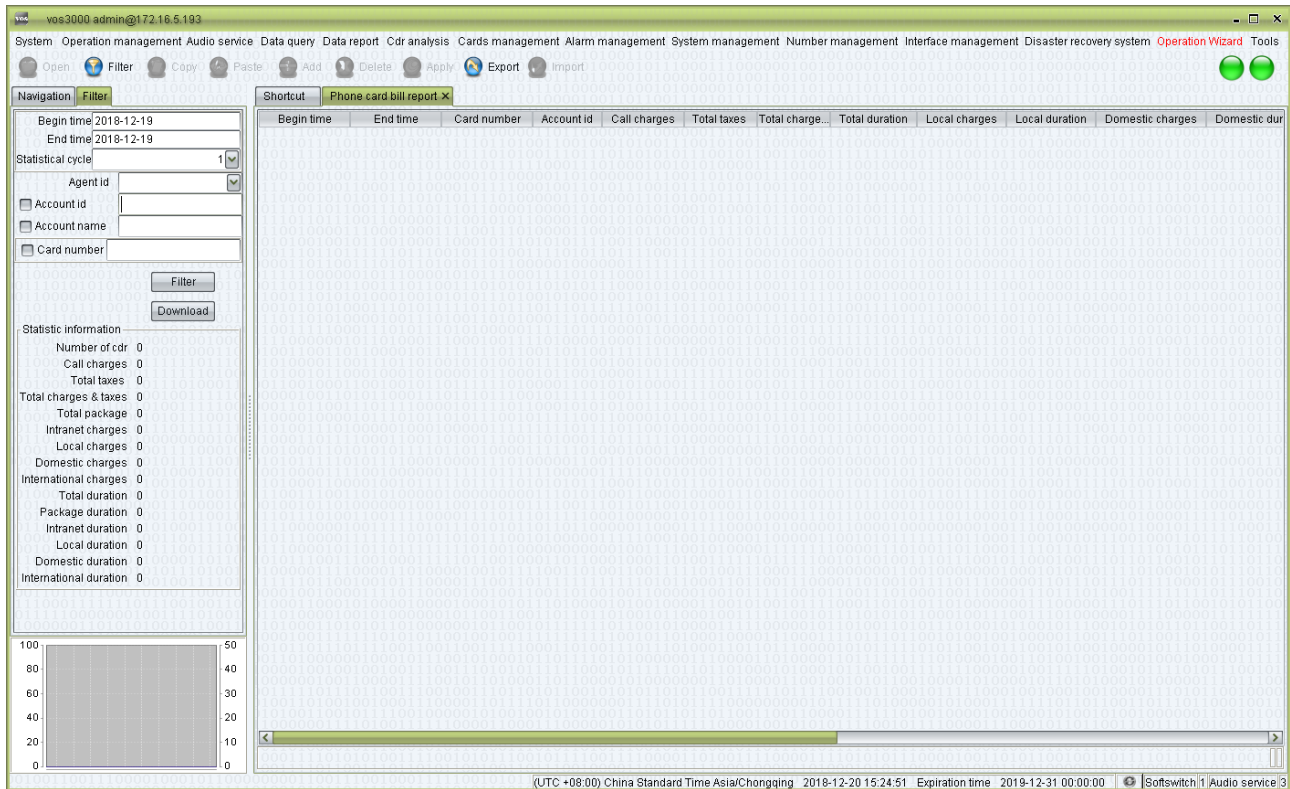 vos vos3000 admin@172.16.5.193
System Operation management Audio service Data query Data report Cdr analysis Cards management Alarm management System management Number management Interface management Disaster recovery system Operation Wizard Tools
Open Filter Copy Paste Add Delete Apply Export Import
Navigation Filter Shortcut Phone card bill report
Begin time 2018-12-19
End time 2018-12-19
Statistical cycle 1
Agent id
Account id
Account name
Card number
Filter
Download
Statistic information
Number of cdr 0
Call charges 0
Total taxes 0
Total charges & taxes 0
Total package 0
Intranet charges 0
Local charges 0
Domestic charges 0
International charges 0
Total duration 0
Package duration 0
Intranet duration 0
Local duration 0
Domestic duration 0
International duration 0
100 50
80 40
60 30
40 20
20 10
0 0
Begin time End time Card number Account id Call charges Total taxes Total charge... Total duration Local charges Local duration Domestic charges Domestic dur
(UTC +08:00) China Standard Time Asia/Chongqing 2018-12-20 15:24:51 Expiration time 2019-12-31 00:00:00 Softswitch 1 Audio service 3